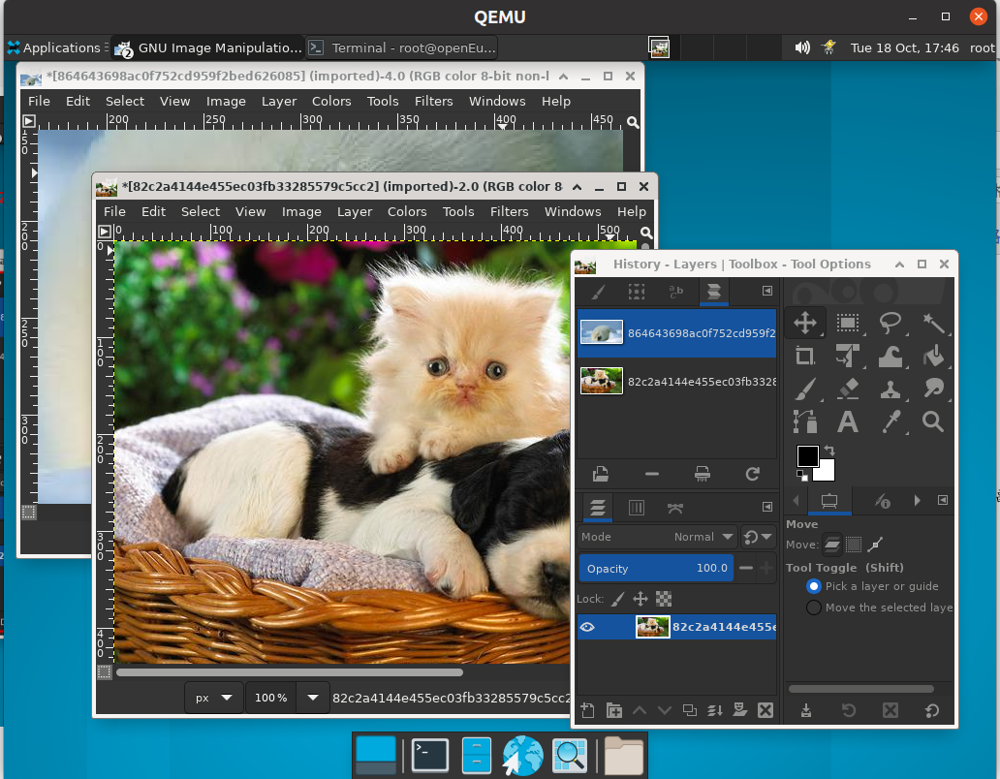 QEMU
Applications
GNU Image Manipulatio...
Terminal - root@openEu...
Tue 18 Oct, 17:46
root
*[864643698ac0f752cd959f2bed626085] (imported)-4.0 (RGB color 8-bit non-l
File Edit Select View Image Layer Colors Tools Filters Windows Help
200 250 300 350 400 450
*[82c2a4144e455ec03fb33285579c5cc2] (imported)-2.0 (RGB color 8-
File Edit Select View Image Layer Colors Tools Filters Windows Help
0 100 200 300 400 500
History - Layers | Toolbox - Tool Options
864643698ac0f752cd959f2
82c2a4144e455ec03fb3328
Mode Normal
Opacity 100.0
Lock:
82c2a4144e455e
Move
Move:
Tool Toggle (Shift)
Pick a layer or guide
Move the selected laye
px
100 %
82c2a4144e455ec03fb33285579c5cc2